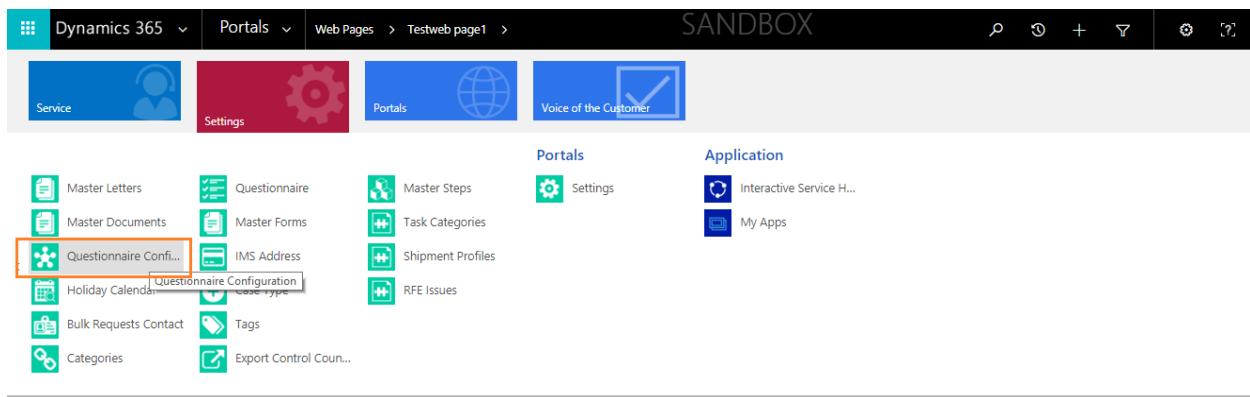 Dynamics 365 Portals Web Pages > Testweb page1 > SANDBOX [?]
Service Settings Portals Voice of the Customer
Portals Application
Master Letters Questionnaire Master Steps Settings Interactive Service H...
Master Documents Master Forms Task Categories My Apps
Questionnaire Confi... IMS Address Shipment Profiles
Questionnaire Configuration
Holiday Calendar Case Type RFE Issues
Bulk Requests Contact Tags
Categories Export Control Coun...